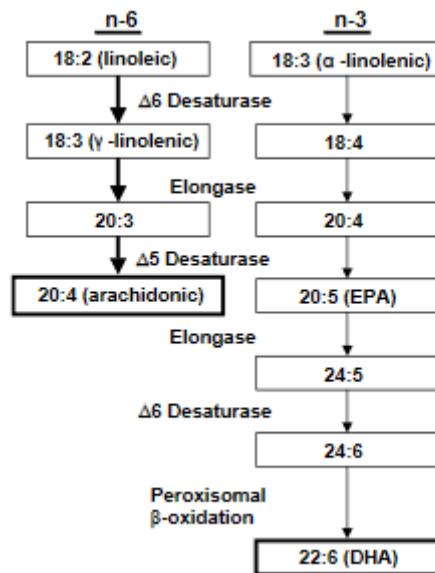 n-6 n-3
18:2 (linoleic) 18:3 (α -linolenic)
Δ6 Desaturase
18:3 (γ -linolenic) 18:4
Elongase
20:3 20:4
Δ5 Desaturase
20:4 (arachidonic) 20:5 (EPA)
Elongase
24:5
Δ6 Desaturase
24:6
Peroxisomal
β-oxidation
22:6 (DHA)